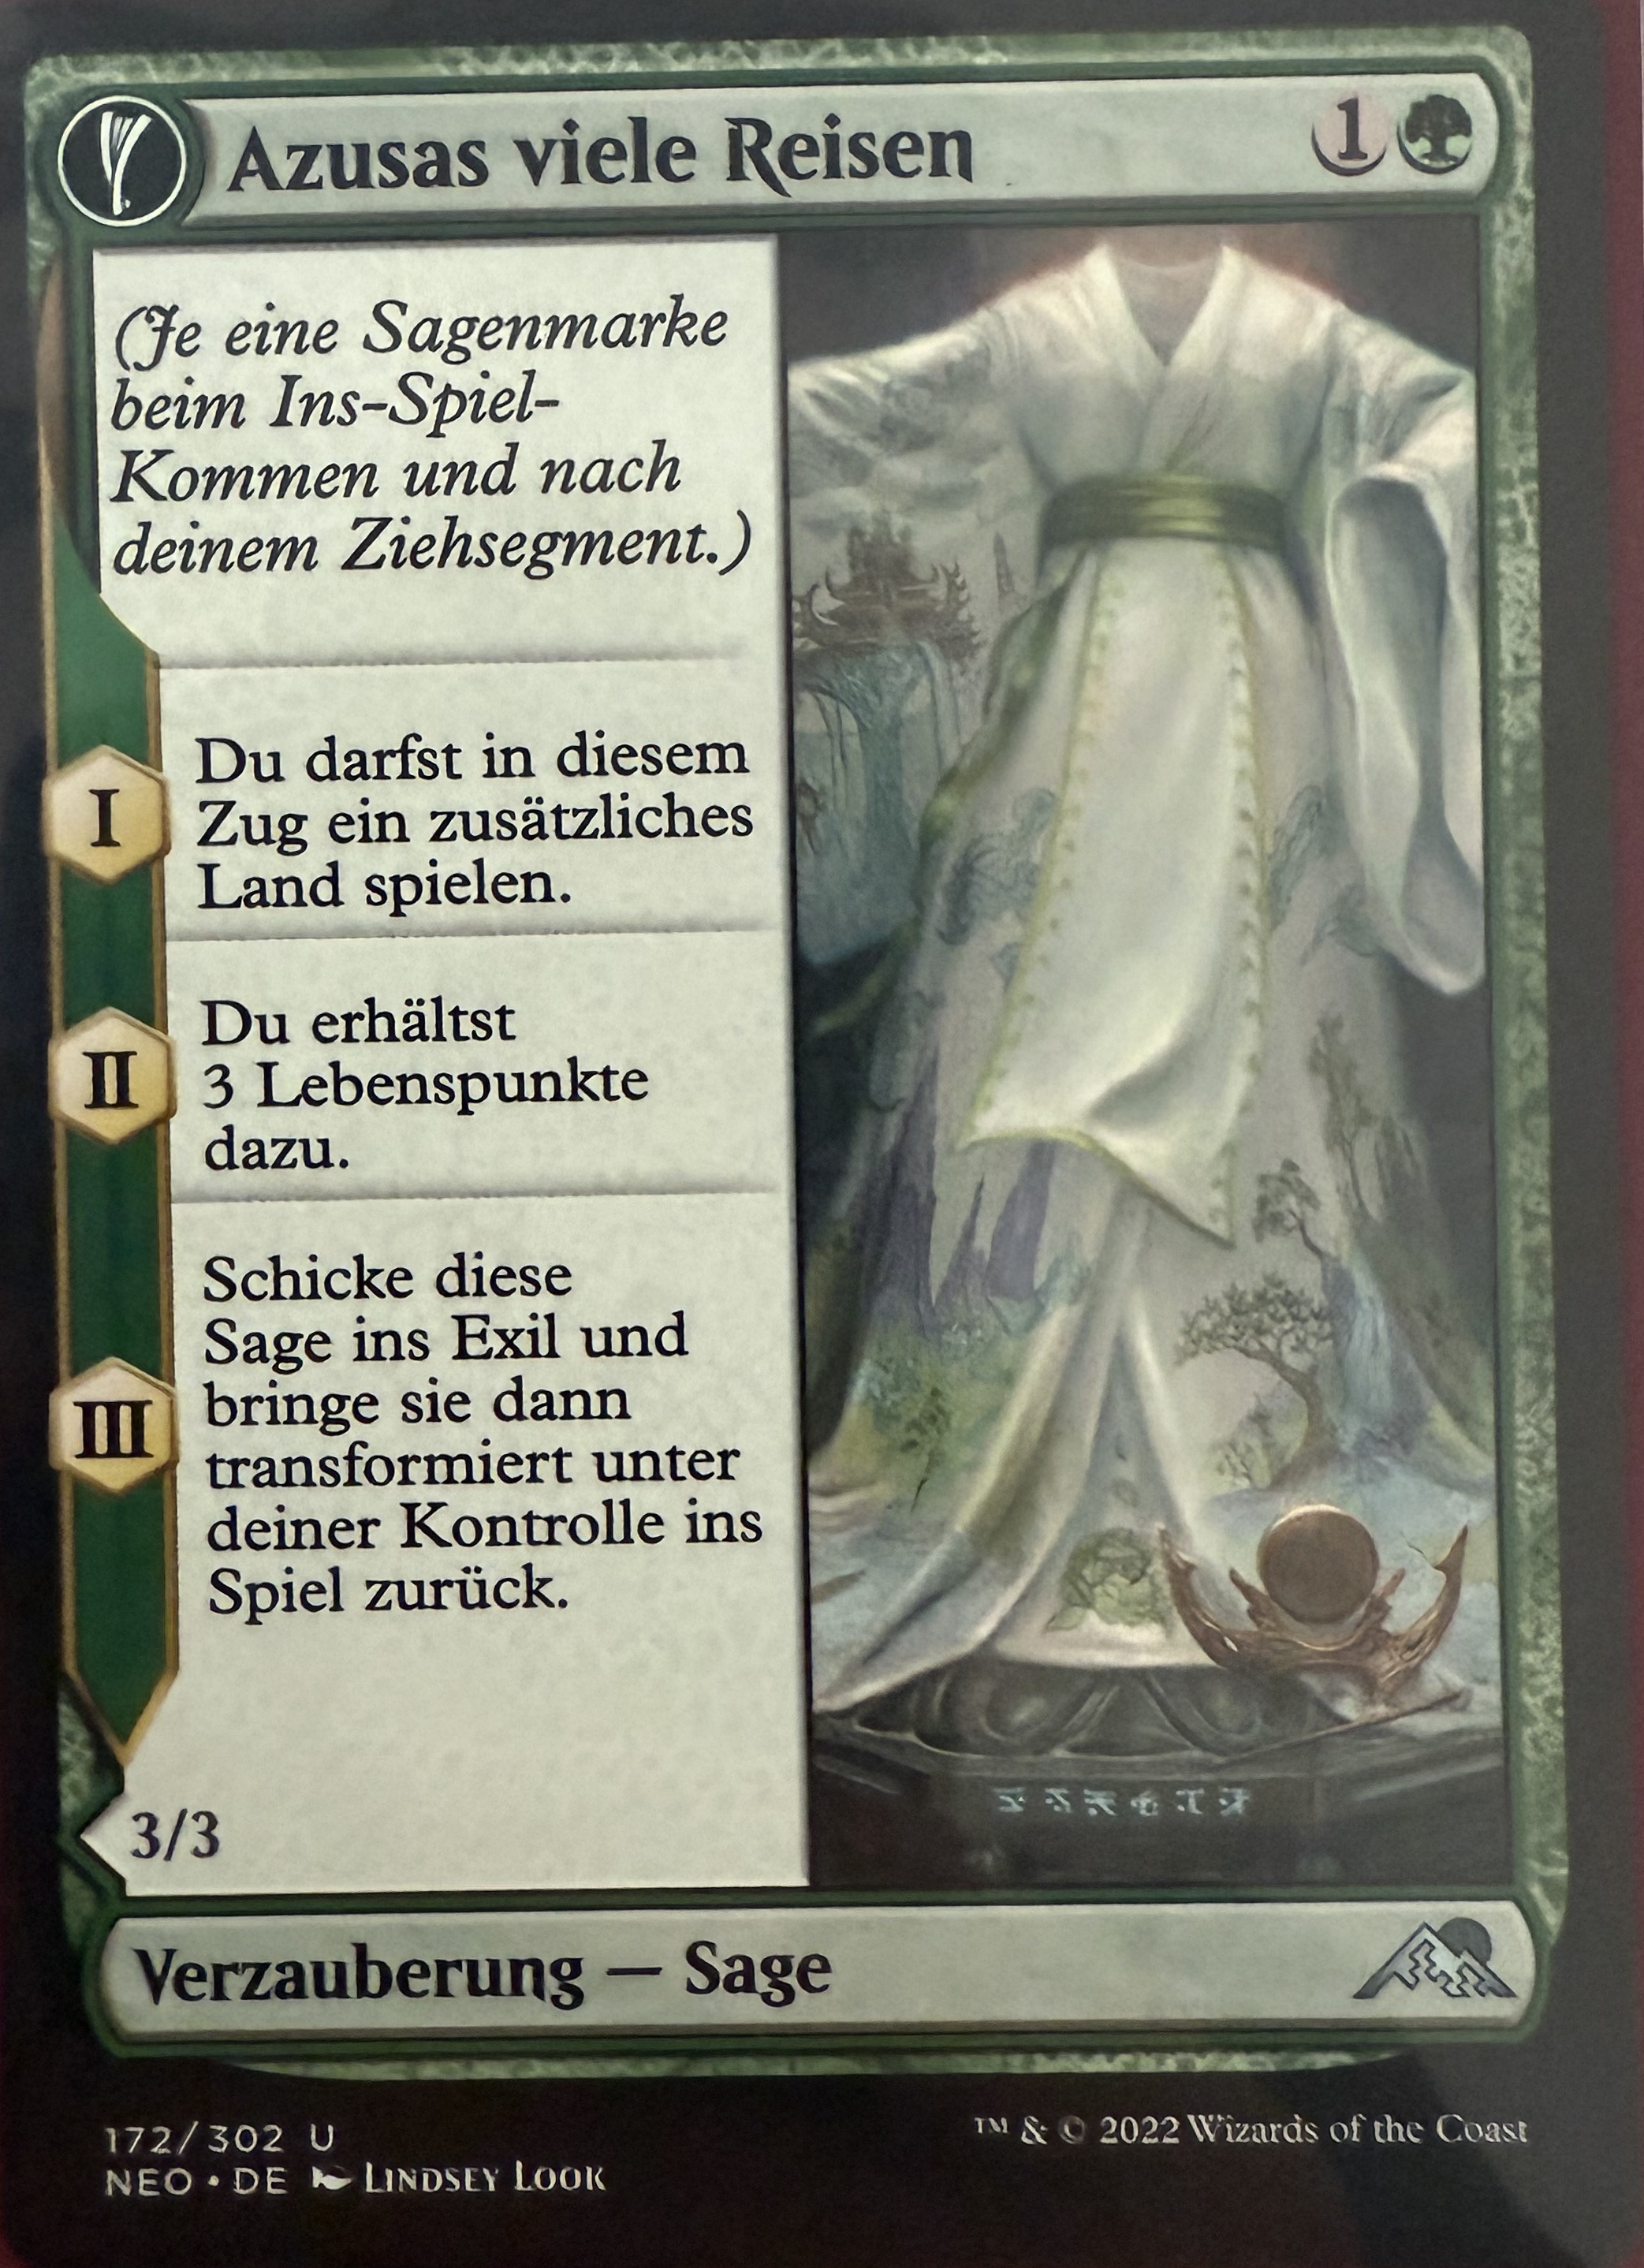 Azusas viele Reisen
1
(Je eine Sagenmarke
beim Ins-Spiel-
Kommen und nach
deinem Ziehsegment.)
I
Du darfst in diesem
Zug ein zusätzliches
Land spielen.
II
Du erhältst
3 Lebenspunkte
dazu.
III
Schicke diese
Sage ins Exil und
bringe sie dann
transformiert unter
deiner Kontrolle ins
Spiel zurück.
3/3
Verzauberung — Sage
172/302 U
NEO • DE LINDSEY LOOK
™ & © 2022 Wizards of the Coast